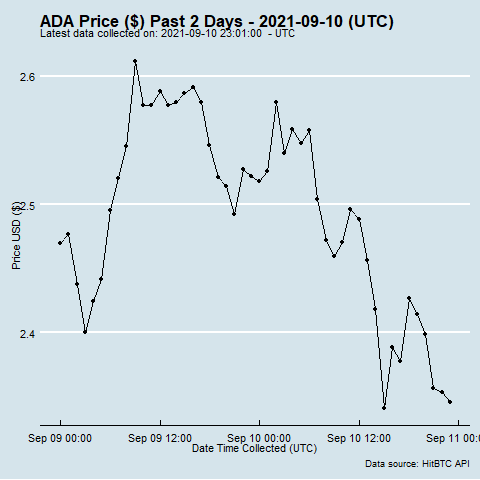 ADA Price ($) Past 2 Days - 2021-09-10 (UTC)
Latest data collected on: 2021-09-10 23:01:00  - UTC
2.6
2.5
2.4
Price USD ($)
Sep 09 00:00 Sep 09 12:00 Sep 10 00:00 Sep 10 12:00 Sep 11 00:0
Date Time Collected (UTC)
Data source: HitBTC API